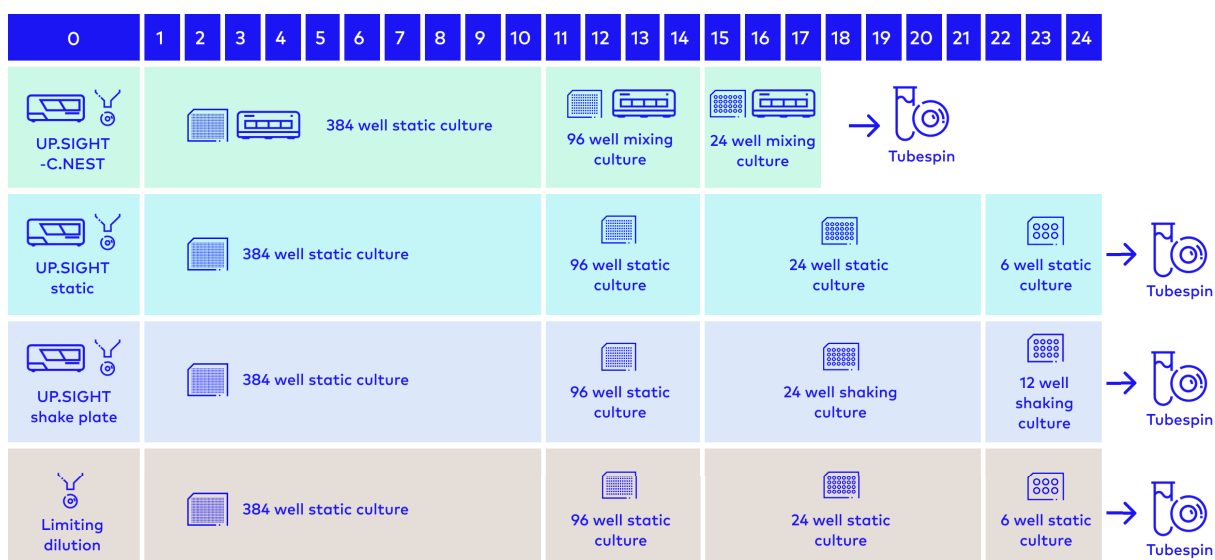 0 1 2 3 4 5 6 7 8 9 10 11 12 13 14 15 16 17 18 19 20 21 22 23 24
UP.SIGHT
-C.NEST
384 well static culture
96 well mixing
culture
24 well mixing
culture
Tubespin
UP.SIGHT
static
384 well static culture
96 well static
culture
24 well static
culture
6 well static
culture
Tubespin
UP.SIGHT
shake plate
384 well static culture
96 well static
culture
24 well shaking
culture
12 well
shaking
culture
Tubespin
Limiting
dilution
384 well static culture
96 well static
culture
24 well static
culture
6 well static
culture
Tubespin